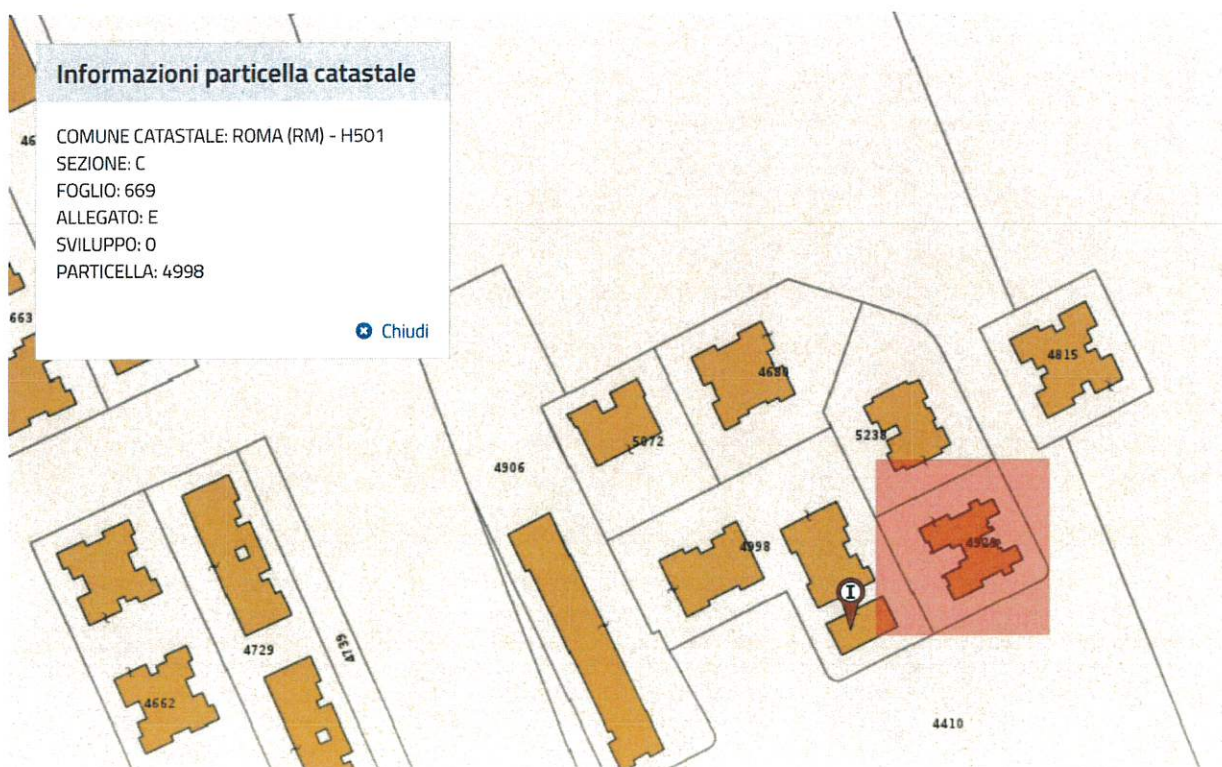 Informazioni particella catastale
COMUNE CATASTALE: ROMA (RM) - H501
SEZIONE: C
FOGLIO: 669
ALLEGATO: E
SVILUPPO: 0
PARTICELLA: 4998
Chiudi
663
4815
4680
5238
5072
4906
4998
I
4729
4739
4662
4410